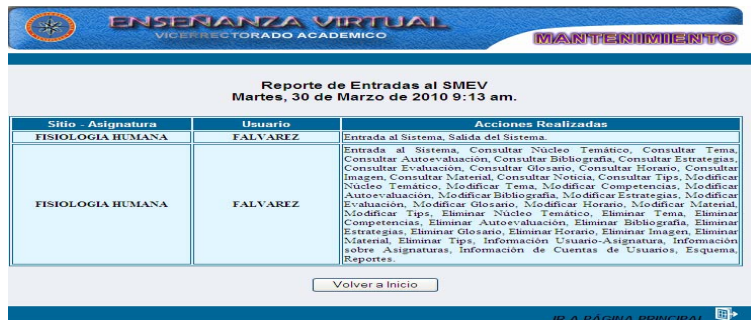 ENSEÑANZA VIRTUAL
VICERRECTORADO ACADEMICO
MANTENIMIENTO
Reporte de Entradas al SMEV
Martes, 30 de Marzo de 2010 9:13 am.
Sitio - Asignatura Usuario Acciones Realizadas
FISIOLOGIA HUMANA FALVAREZ Entrada al Sistema, Salida del Sistema.
Entrada al Sistema, Consultar Núcleo Temático, Consultar Tema,
Consultar Autoevaluación, Consultar Bibliografia, Consultar Estrategias,
Consultar Evaluación, Consultar Glosario, Consultar Horario, Consultar
Imagen, Consultar Material, Consultar Noticia, Consultar Tips, Modificar
Núcleo Temático, Modificar Tema, Modificar Competencias, Modificar
Autoevaluación, Modificar Bibliografia, Modificar Estrategias, Modificar
FISIOLOGIA HUMANA FALVAREZ Evaluación, Modificar Glosario, Modificar Horario, Modificar Material,
Modificar Tips, Eliminar Núcleo Temático, Eliminar Tema, Eliminar
Competencias, Eliminar Autoevaluación, Eliminar Bibliografia, Eliminar
Estrategias, Eliminar Glosario, Eliminar Horario, Eliminar Imagen, Eliminar
Material, Eliminar Tips, Información Usuario-Asignatura, Información
sobre Asignaturas, Información de Cuentas de Usuarios, Esquema,
Reportes.
Volver a Inicio
IR A PÁGINA PRINCIPAL